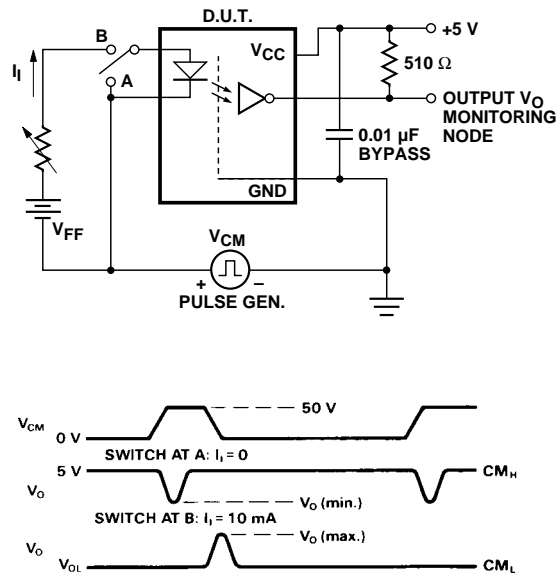 D.U.T.
B
A
I_I
V_CC
+5 V
510 Ω
OUTPUT V_O
MONITORING
NODE
0.01 µF
BYPASS
GND
V_FF
V_CM
+ –
PULSE GEN.
V_CM
50 V
0 V
SWITCH AT A: I_I = 0
5 V
CM_H
V_O
V_O (min.)
SWITCH AT B: I_I = 10 mA
V_O (max.)
V_O
V_OL
CM_L